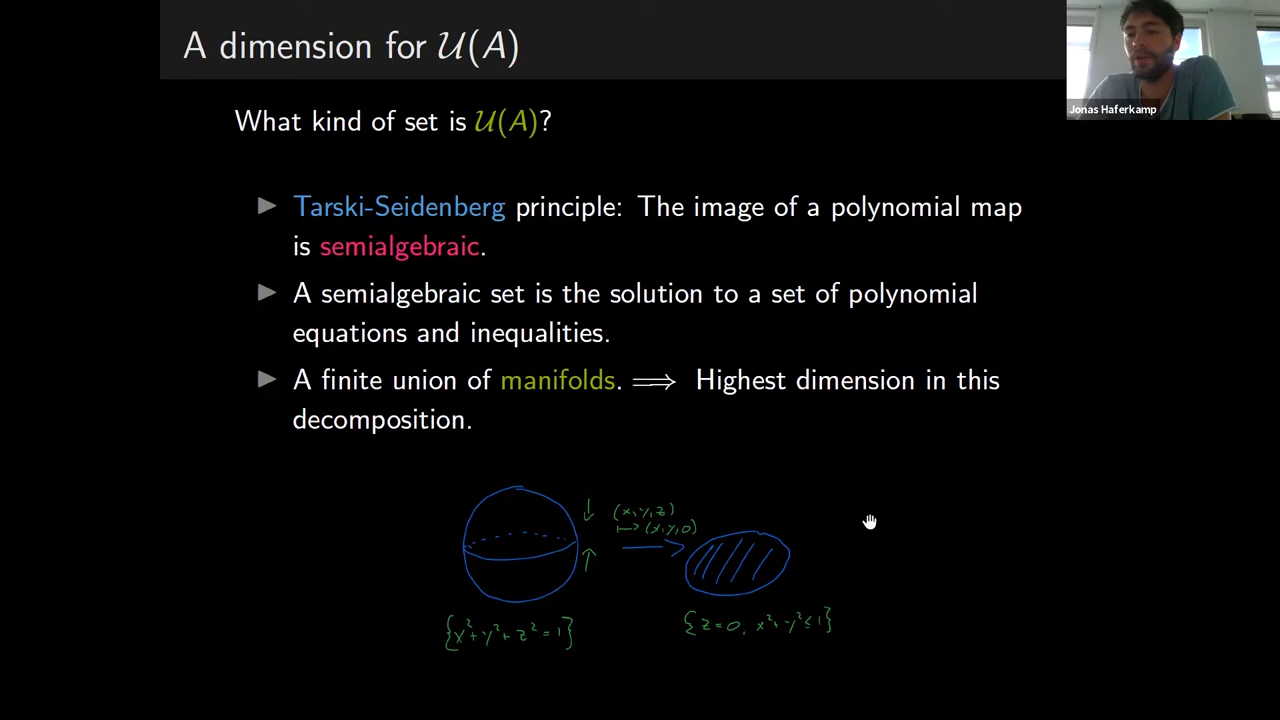 A dimension for 𝒰(A)
Jonas Haferkamp
What kind of set is 𝒰(A)?
▶ Tarski-Seidenberg principle: The image of a polynomial map
is semialgebraic.
▶ A semialgebraic set is the solution to a set of polynomial
equations and inequalities.
▶ A finite union of manifolds. ⟹ Highest dimension in this
decomposition.
(x,y,z)
↦ (x,y,0)
{x²+y²+z²=1}
{z=0, x²+y²≤1}